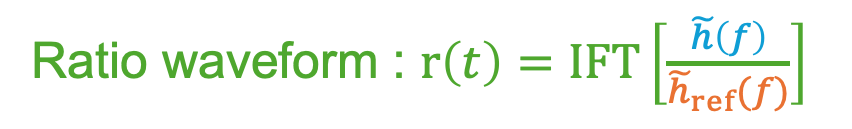 Ratio waveform : r(t) = IFT[h̃(f)/h̃ref(f)]